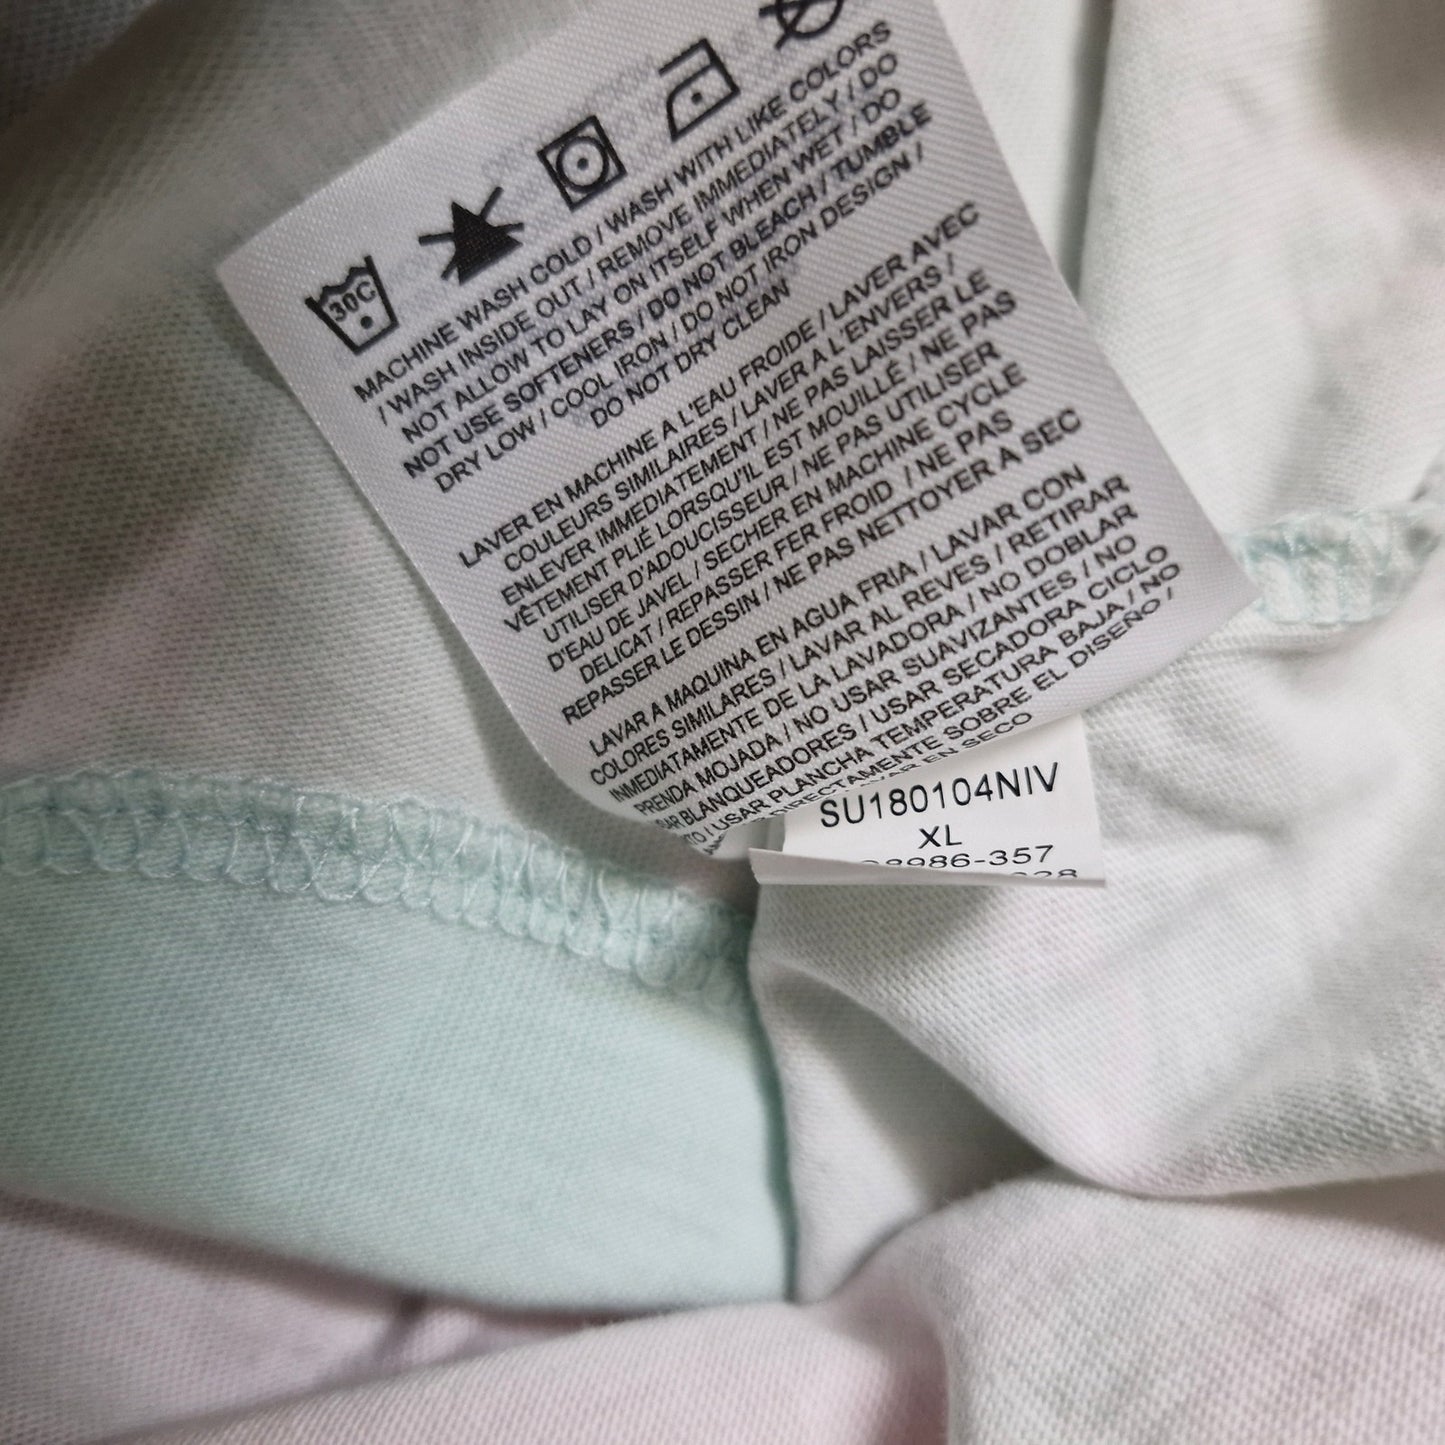 30C
MACHINE WASH COLD / WASH WITH LIKE COLORS
/ WASH INSIDE OUT / REMOVE IMMEDIATELY / DO
NOT ALLOW TO LAY ON ITSELF WHEN WET / DO
NOT USE SOFTENERS / DO NOT BLEACH / TUMBLE
DRY LOW / COOL IRON / DO NOT IRON DESIGN /
DO NOT DRY CLEAN
LAVER EN MACHINE A L'EAU FROIDE / LAVER AVEC
COULEURS SIMILAIRES / LAVER A L'ENVERS /
ENLEVER IMMEDIATEMENT / NE PAS LAISSER LE
VÊTEMENT PLIÉ LORSQU'IL EST MOUILLÉ / NE PAS
UTILISER D'ADOUCISSEUR / NE PAS UTILISER
D'EAU DE JAVEL / SECHER EN MACHINE CYCLE
DELICAT / REPASSER FER FROID / NE PAS
REPASSER LE DESSIN / NE PAS NETTOYER A SEC
LAVAR A MAQUINA EN AGUA FRIA / LAVAR CON
COLORES SIMILARES / LAVAR AL REVES / RETIRAR
INMEDIATAMENTE DE LA LAVADORA / NO DOBLAR
PRENDA MOJADA / NO USAR SUAVIZANTES / NO
BLANQUEADORES / USAR SECADORA CICLO
/ USAR PLANCHA TEMPERATURA BAJA / NO
DIRECTAMENTE SOBRE EL DISEÑO /
EN SECO
SU180104NIV
XL
986-357